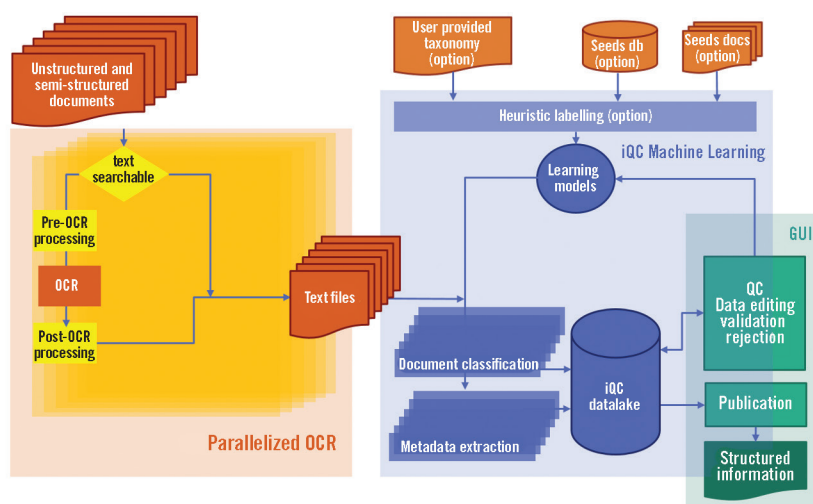 Unstructured and
semi-structured
documents
User provided
taxonomy
(option)
Seeds db
(option)
Seeds docs
(option)
Heuristic labelling (option)
iQC Machine Learning
Learning
models
text
searchable
Pre-OCR
processing
OCR
Post-OCR
processing
Parallelized OCR
Text files
Document classification
Metadata extraction
iQC
datalake
GUI
QC
Data editing
validation
rejection
Publication
Structured
information